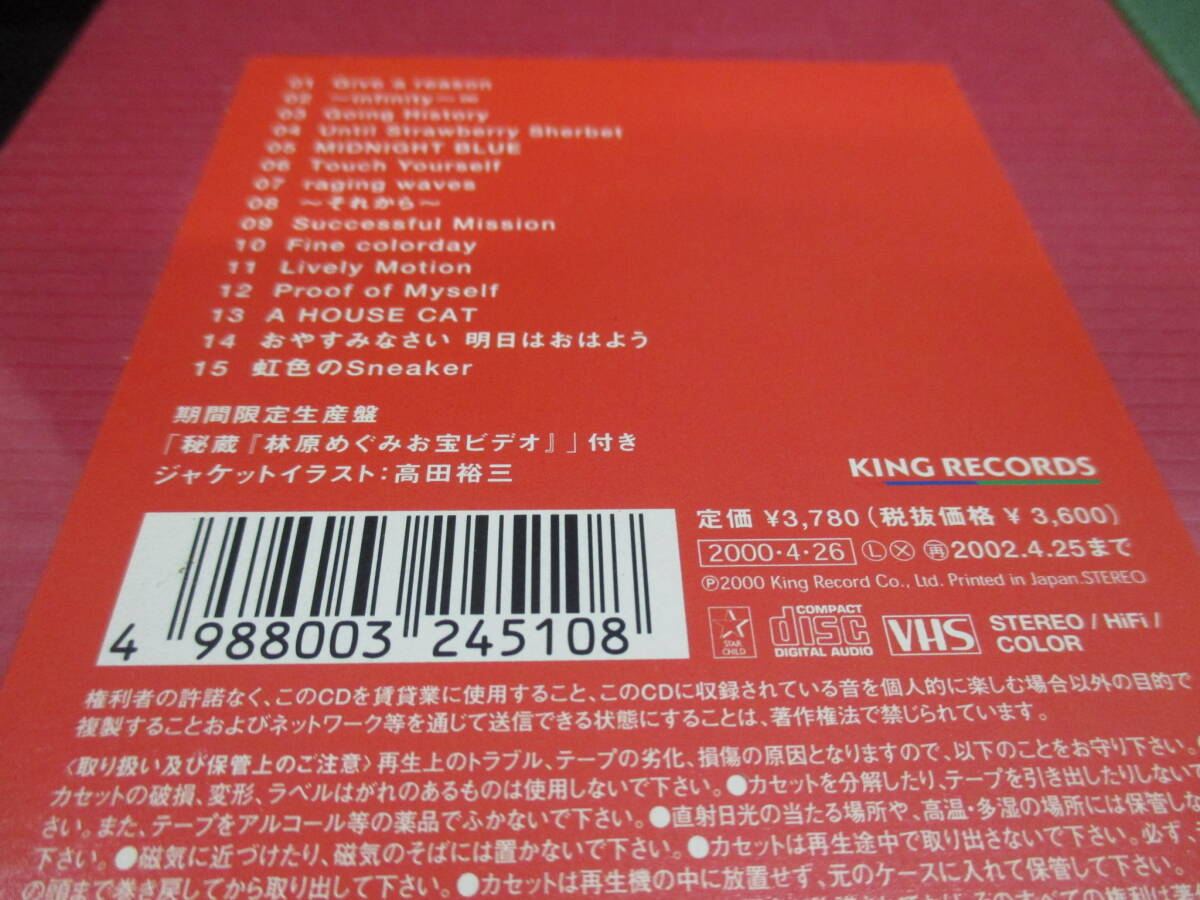 01 Give a reason
02 ～infinity～∞
03 Going History
04 Until Strawberry Sherbet
05 MIDNIGHT BLUE
06 Touch Yourself
07 raging waves
08 ～それから～
09 Successful Mission
10 Fine colorday
11 Lively Motion
12 Proof of Myself
13 A HOUSE CAT
14 おやすみなさい 明日はおはよう
15 虹色のSneaker
期間限定生産盤
「秘蔵『林原めぐみお宝ビデオ』」付き
ジャケットイラスト：高田裕三
KING RECORDS
定価 ¥3,780（税抜価格 ¥ 3,600）
2000・4・26 Ⓛ Ⓧ ㊢ 2002.4.25まで
Ⓟ2000 King Record Co., Ltd. Printed in Japan.STEREO
STAR CHILD
COMPACT disc DIGITAL AUDIO
VHS
STEREO / HiFi /
COLOR
4 988003 245108
権利者の許諾なく、このCDを賃貸業に使用すること、このCDに収録されている音を個人的に楽しむ場合以外の目的で
複製することおよびネットワーク等を通じて送信できる状態にすることは、著作権法で禁じられています。
〈取り扱い及び保管上のご注意〉再生上のトラブル、テープの劣化、損傷の原因となりますので、以下のことをお守り下さい。●
カセットの破損、変形、ラベルはがれのあるものは使用しないで下さい。●カセットを分解したり、テープを引き出したりしないで
さい。また、テープをアルコール等の薬品でふかないで下さい。●直射日光の当たる場所や、高温・多湿の場所には保管しな
下さい。●磁気に近づけたり、磁気のそばには置かないで下さい。●カセットは再生途中で取り出さないで下さい。必ず、
の頭まで巻き戻してから取り出して下さい。●カセットは再生機の中に放置せず、元のケースに入れて保管して下さい。